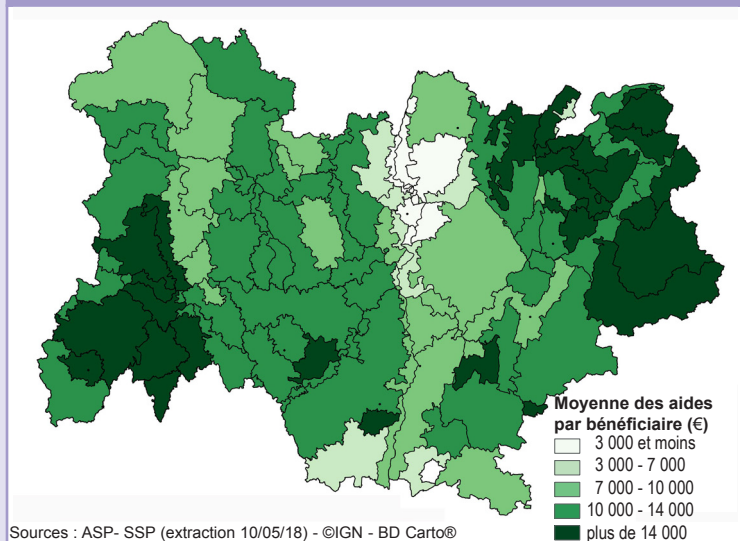 Moyenne des aides
par bénéficiaire (€)
3 000 et moins
3 000 - 7 000
7 000 - 10 000
10 000 - 14 000
plus de 14 000
Sources : ASP- SSP (extraction 10/05/18) - ©IGN - BD Carto®